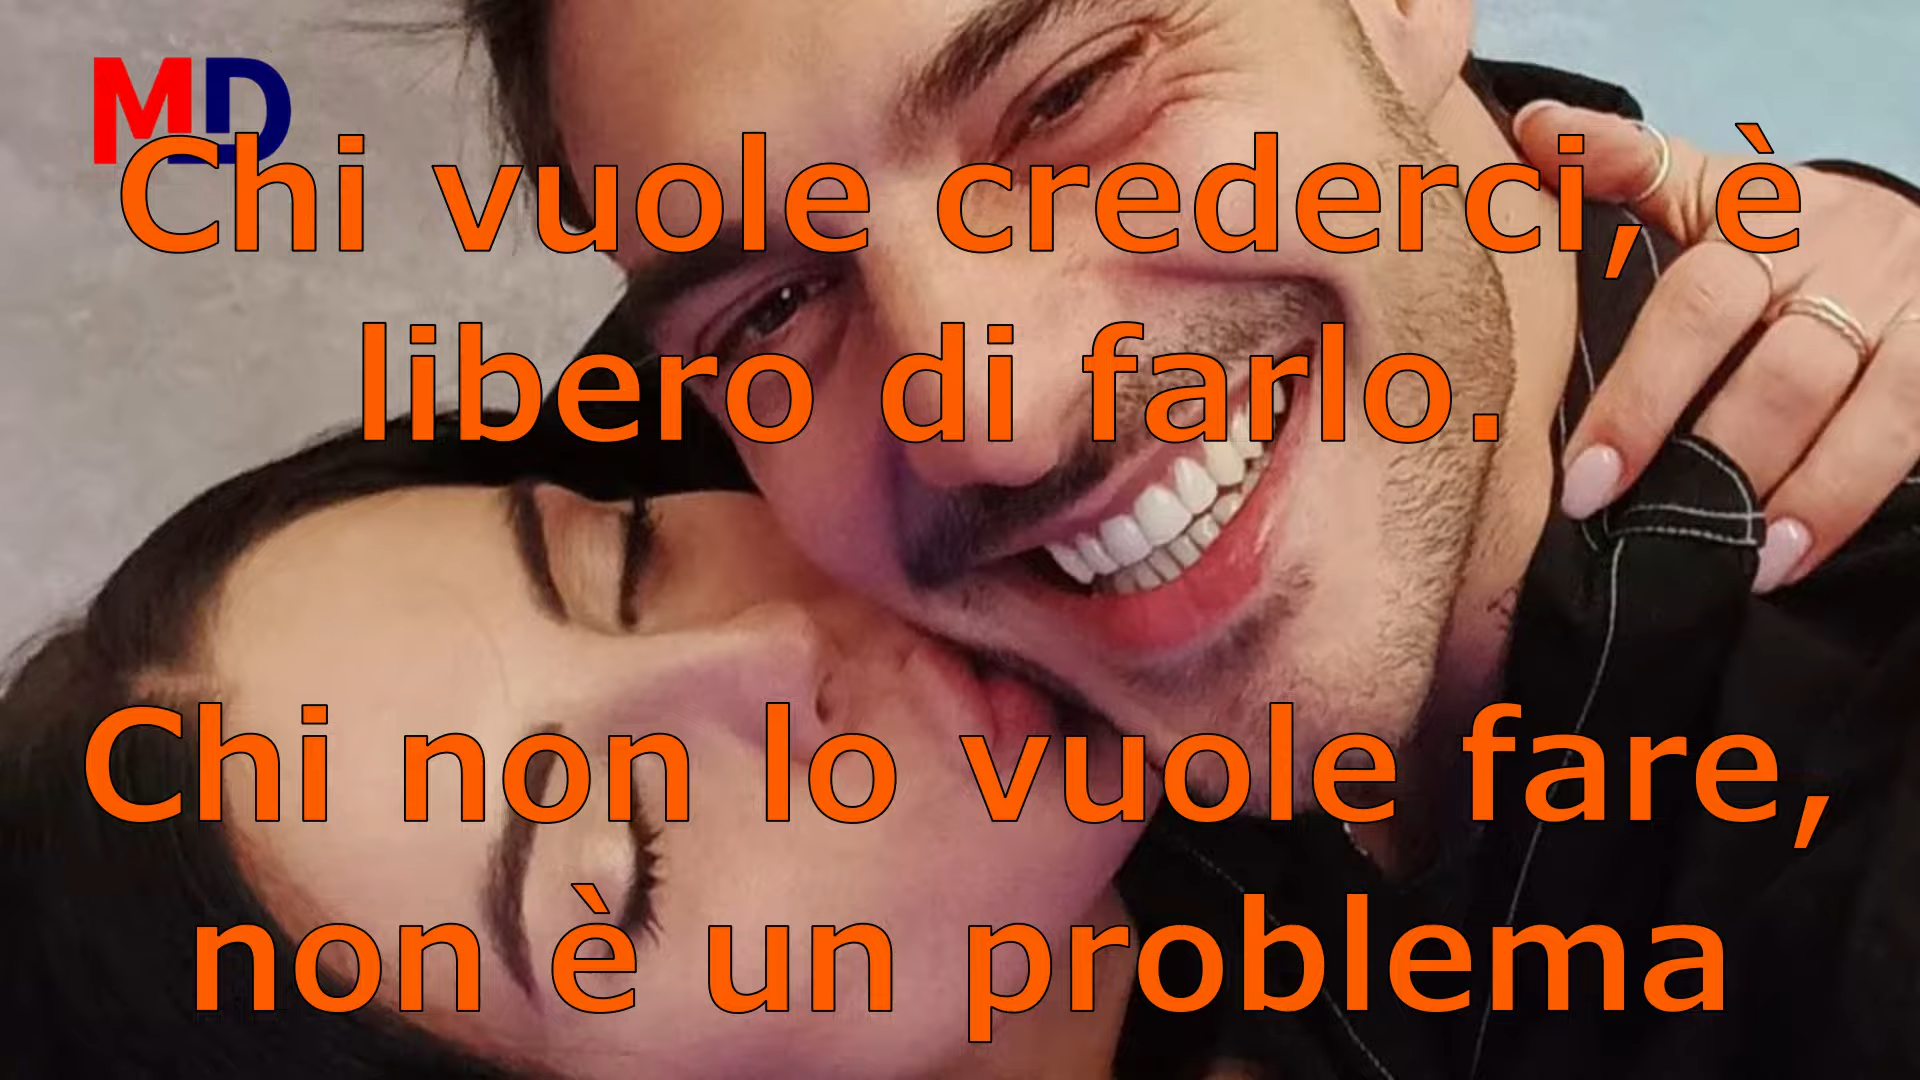 MD
Chi vuole crederci, è
libero di farlo.
Chi non lo vuole fare,
non è un problema